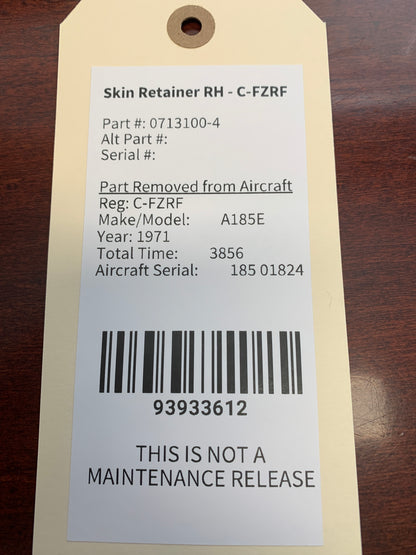 Skin Retainer RH - C-FZRF
Part #: 0713100-4
Alt Part #:
Serial #:
Part Removed from Aircraft
Reg: C-FZRF
Make/Model: A185E
Year: 1971
Total Time: 3856
Aircraft Serial: 185 01824
93933612
THIS IS NOT A
MAINTENANCE RELEASE